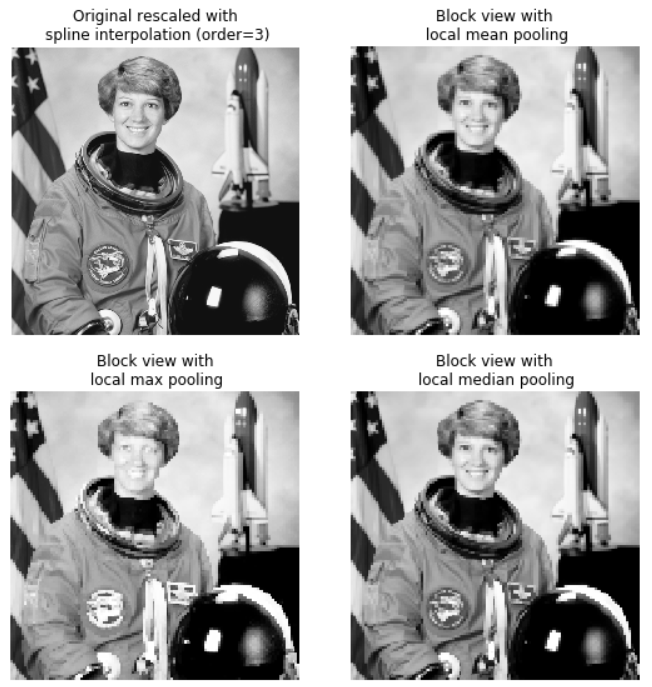 Original rescaled with
spline interpolation (order=3)
Block view with
local mean pooling
Block view with
local max pooling
Block view with
local median pooling